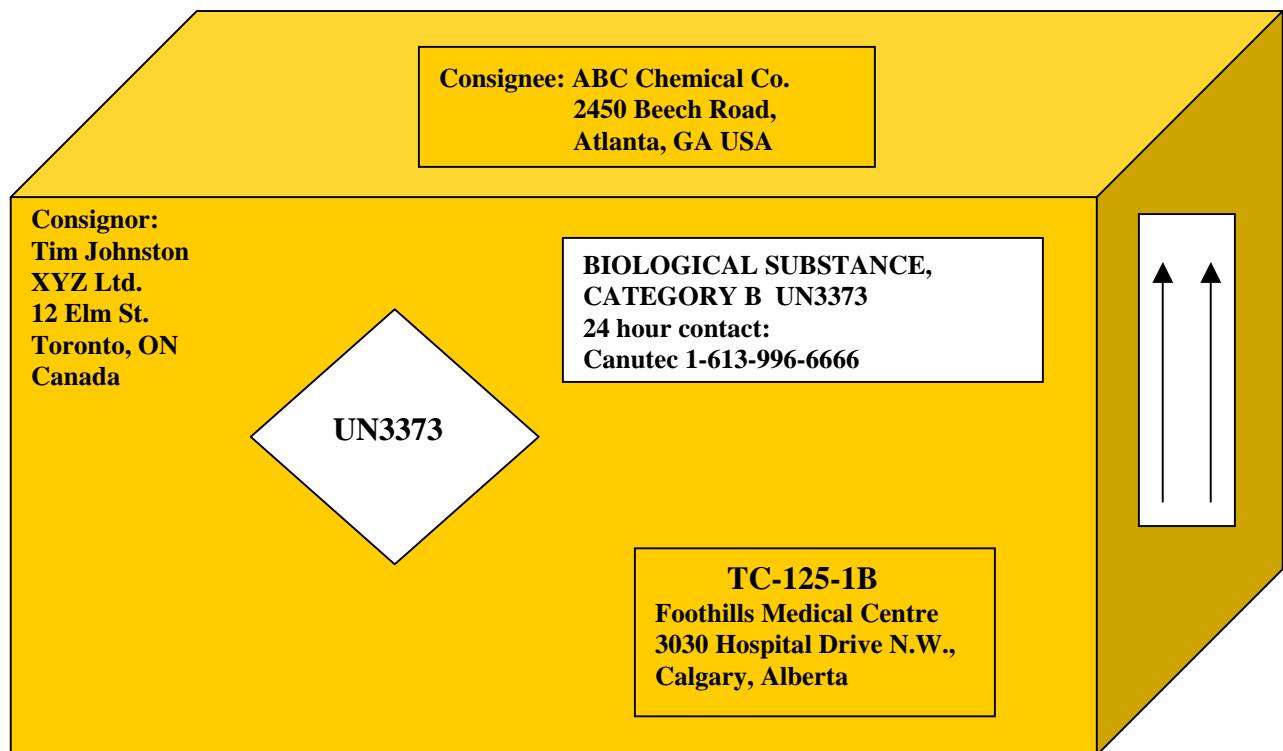 Consignee: ABC Chemical Co.
2450 Beech Road,
Atlanta, GA USA
Consignor:
Tim Johnston
XYZ Ltd.
12 Elm St.
Toronto, ON
Canada
BIOLOGICAL SUBSTANCE,
CATEGORY B UN3373
24 hour contact:
Canutec 1-613-996-6666
UN3373
TC-125-1B
Foothills Medical Centre
3030 Hospital Drive N.W.,
Calgary, Alberta